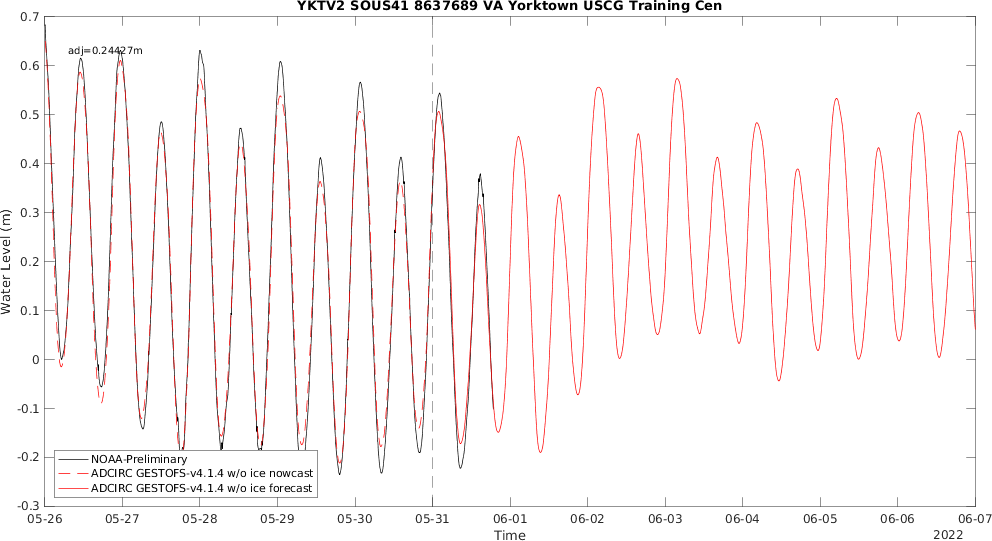 YKTV2 SOUS41 8637689 VA Yorktown USCG Training Cen
adj=0.24427m
Water Level (m)
0.7
0.6
0.5
0.4
0.3
0.2
0.1
0
-0.1
-0.2
-0.3
NOAA-Preliminary
ADCIRC GESTOFS-v4.1.4 w/o ice nowcast
ADCIRC GESTOFS-v4.1.4 w/o ice forecast
05-26 05-27 05-28 05-29 05-30 05-31 06-01 06-02 06-03 06-04 06-05 06-06 06-07
Time
2022